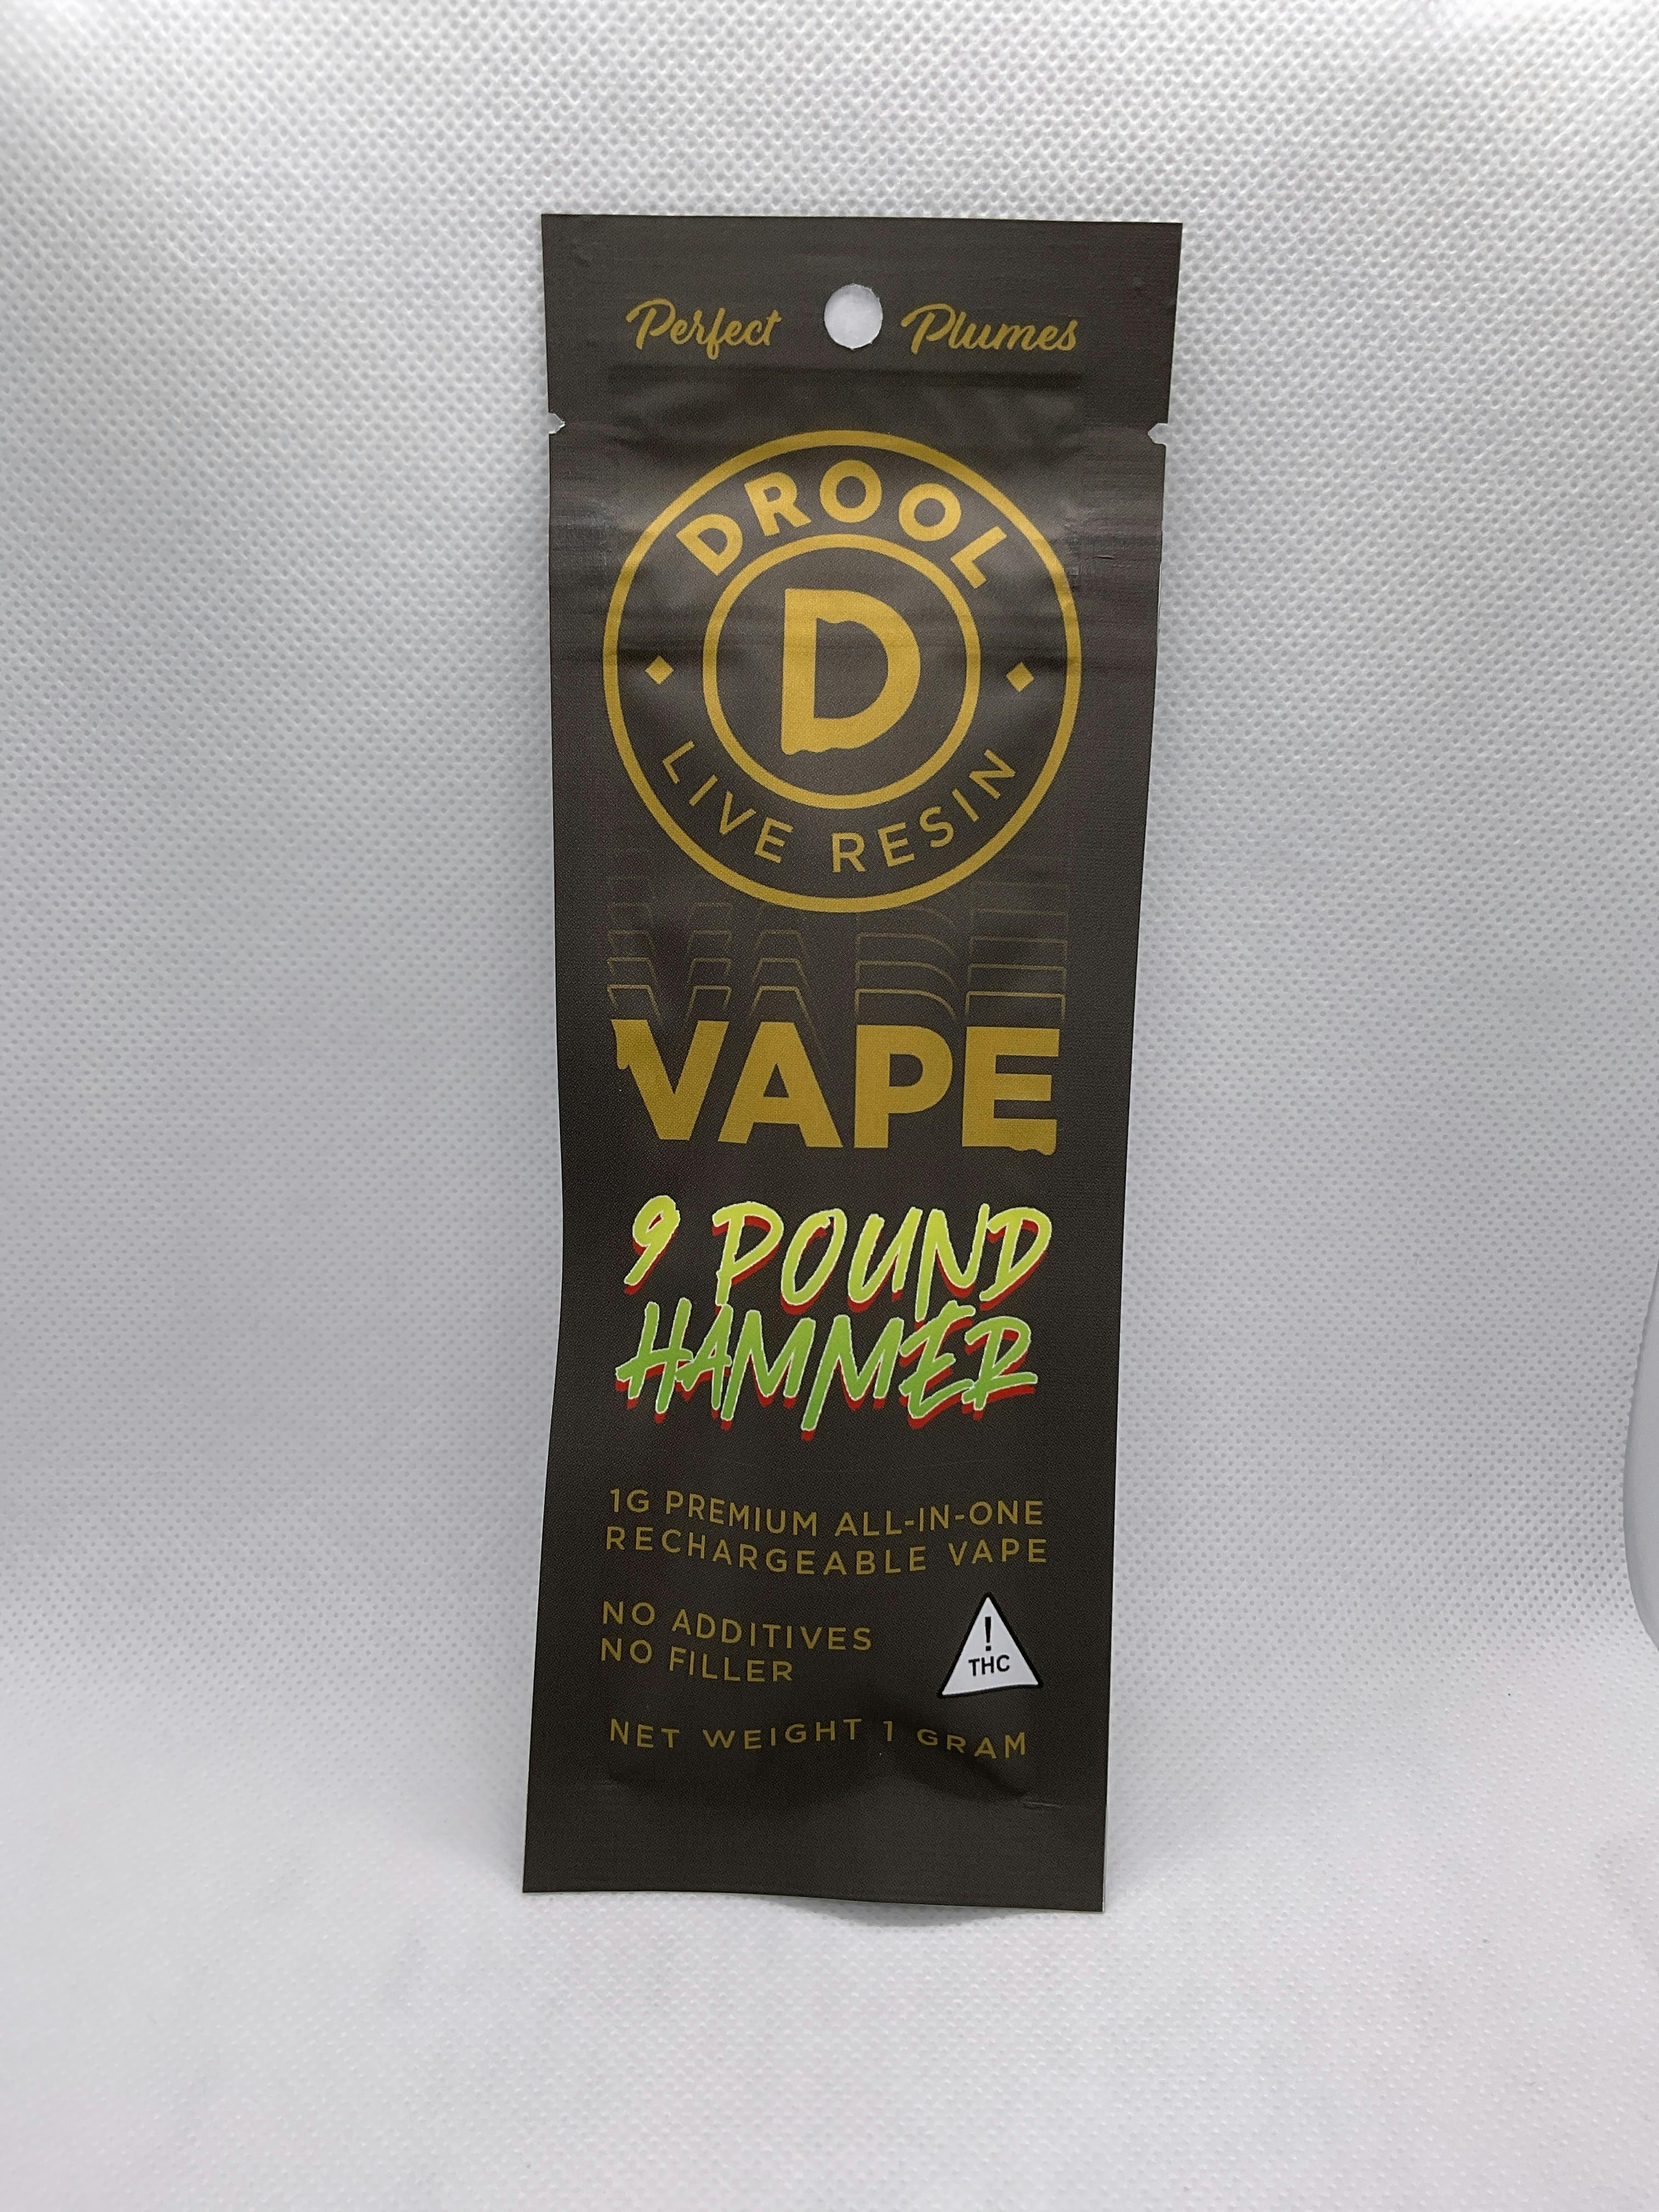 Perfect Plumes
DROOL
D
LIVE RESIN
VAPE
9 POUND
HAMMER
1G PREMIUM ALL-IN-ONE
RECHARGEABLE VAPE
NO ADDITIVES
NO FILLER
!
THC
NET WEIGHT 1 GRAM